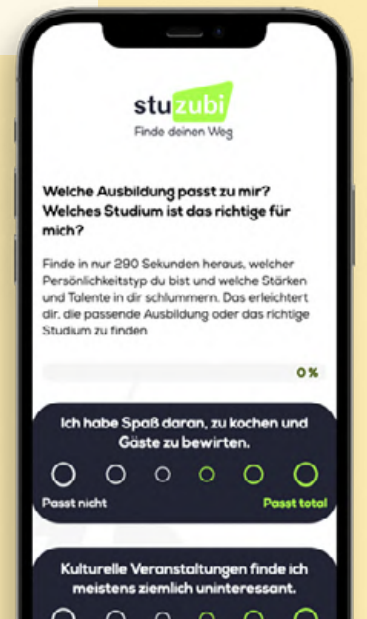 stuzubi
Finde deinen Weg
Welche Ausbildung passt zu mir?
Welches Studium ist das richtige für
mich?
Finde in nur 290 Sekunden heraus, welcher
Persönlichkeitstyp du bist und welche Stärken
und Talente in dir schlummern. Das erleichtert
dir, die passende Ausbildung oder das richtige
Studium zu finden
0 %
Ich habe Spaß daran, zu kochen und
Gäste zu bewirten.
Passt nicht Passt total
Kulturelle Veranstaltungen finde ich
meistens ziemlich uninteressant.